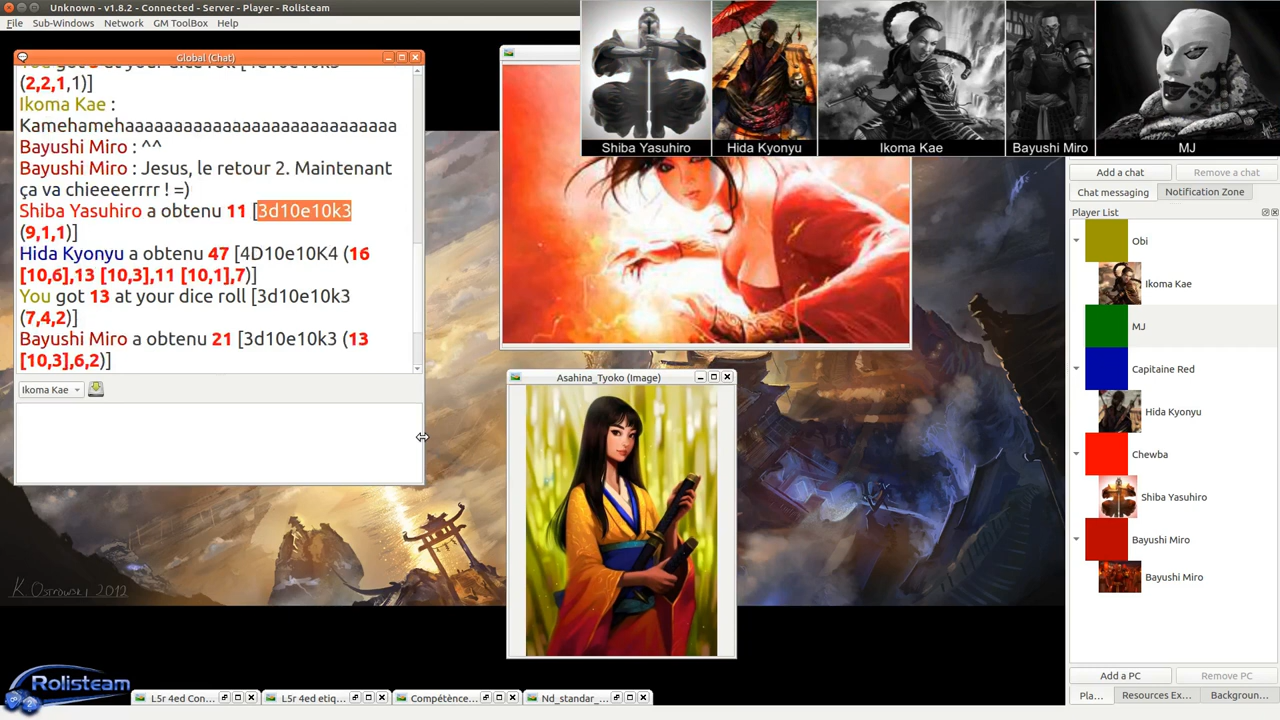 Unknown - v1.8.2 - Connected - Server - Player - Rolisteam
File Sub-Windows Network GM ToolBox Help
Global (Chat)
(2,2,1,1)]
Ikoma Kae :
Kamehamehaaaaaaaaaaaaaaaaaaaaaaaaaaaa
Bayushi Miro : ^^
Bayushi Miro : Jesus, le retour 2. Maintenant
ça va chieeeerrrr ! =)
Shiba Yasuhiro a obtenu 11 [3d10e10k3
(9,1,1)]
Hida Kyonyu a obtenu 47 [4D10e10K4 (16
[10,6],13 [10,3],11 [10,1],7)]
You got 13 at your dice roll [3d10e10k3
(7,4,2)]
Bayushi Miro a obtenu 21 [3d10e10k3 (13
[10,3],6,2)]
Ikoma Kae
Shiba Yasuhiro
Hida Kyonyu
Ikoma Kae
Bayushi Miro
MJ
Asahina_Tyoko (Image)
K Ostrowski 2012
Rolisteam
L5r 4ed Con...
L5r 4ed etiq...
Compétènce...
Nd_standar_...
Add a chat
Remove a chat
Chat messaging
Notification Zone
Player List
Obi
Ikoma Kae
MJ
Capitaine Red
Hida Kyonyu
Chewba
Shiba Yasuhiro
Bayushi Miro
Bayushi Miro
Add a PC
Remove PC
Pla...
Resources Ex...
Backgroun...